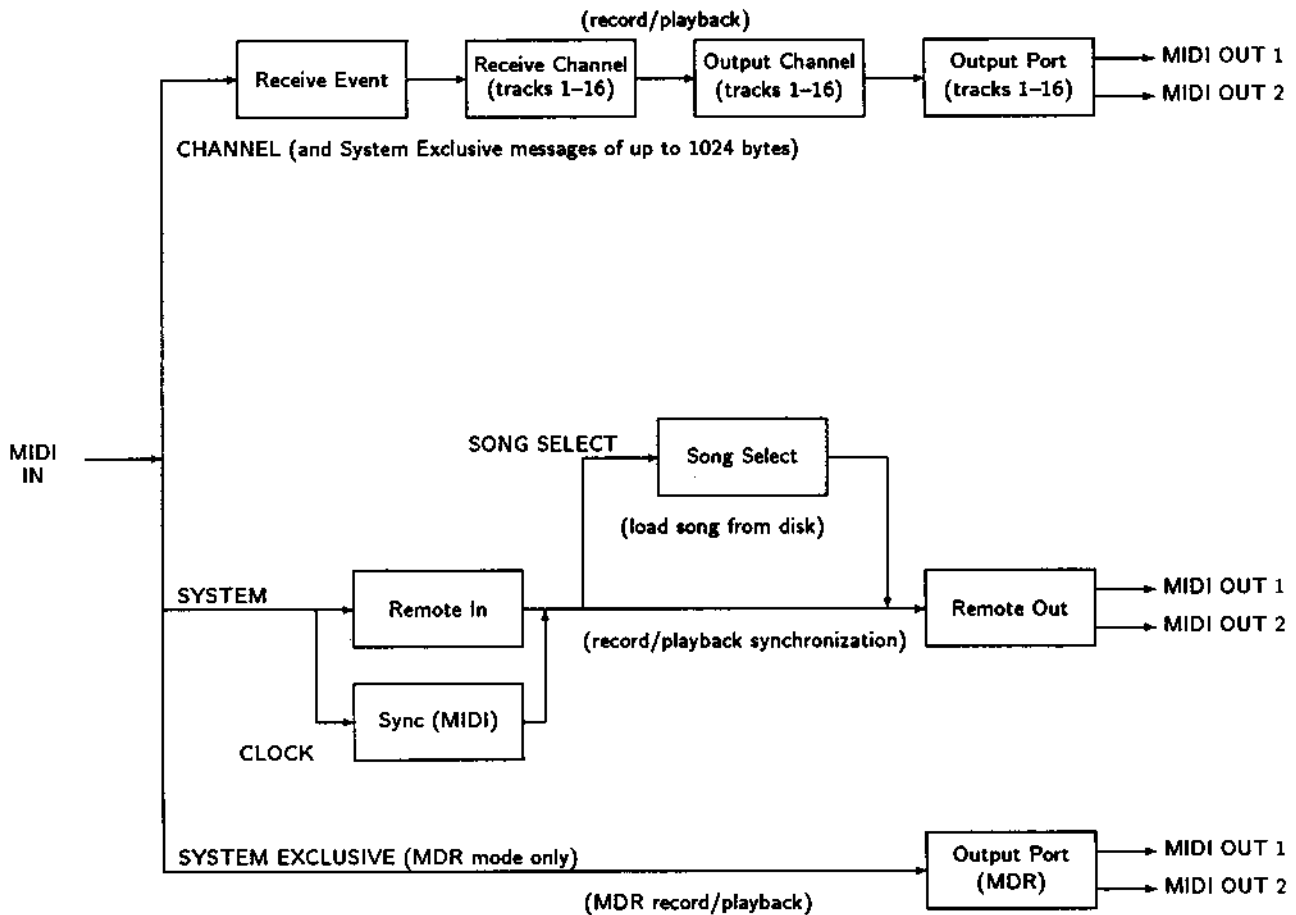 (record/playback)
Receive Event
Receive Channel
(tracks 1–16)
Output Channel
(tracks 1–16)
Output Port
(tracks 1–16)
MIDI OUT 1
MIDI OUT 2
CHANNEL (and System Exclusive messages of up to 1024 bytes)
MIDI
IN
SONG SELECT
Song Select
(load song from disk)
SYSTEM
Remote In
(record/playback synchronization)
Remote Out
MIDI OUT 1
MIDI OUT 2
Sync (MIDI)
CLOCK
SYSTEM EXCLUSIVE (MDR mode only)
(MDR record/playback)
Output Port
(MDR)
MIDI OUT 1
MIDI OUT 2